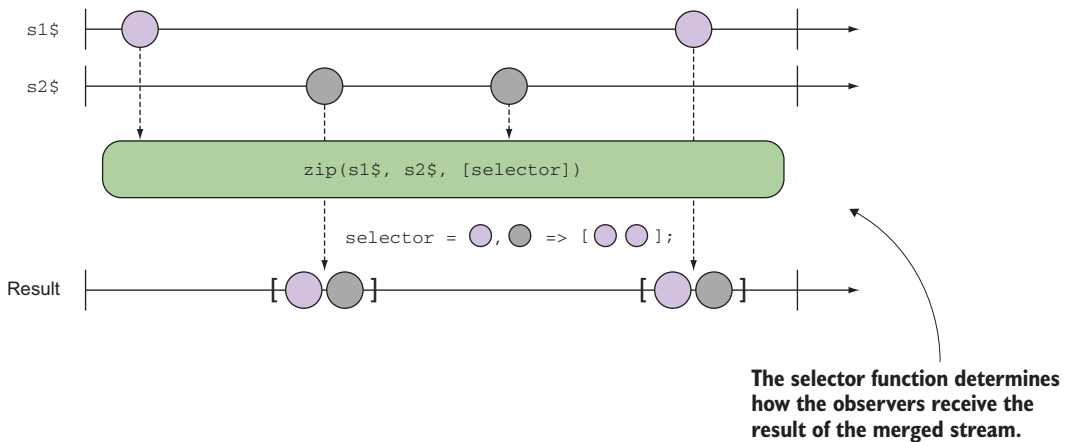 s1$
s2$
zip(s1$, s2$, [selector])
selector = , => [ ];
Result [ ] [ ]
The selector function determines
how the observers receive the
result of the merged stream.